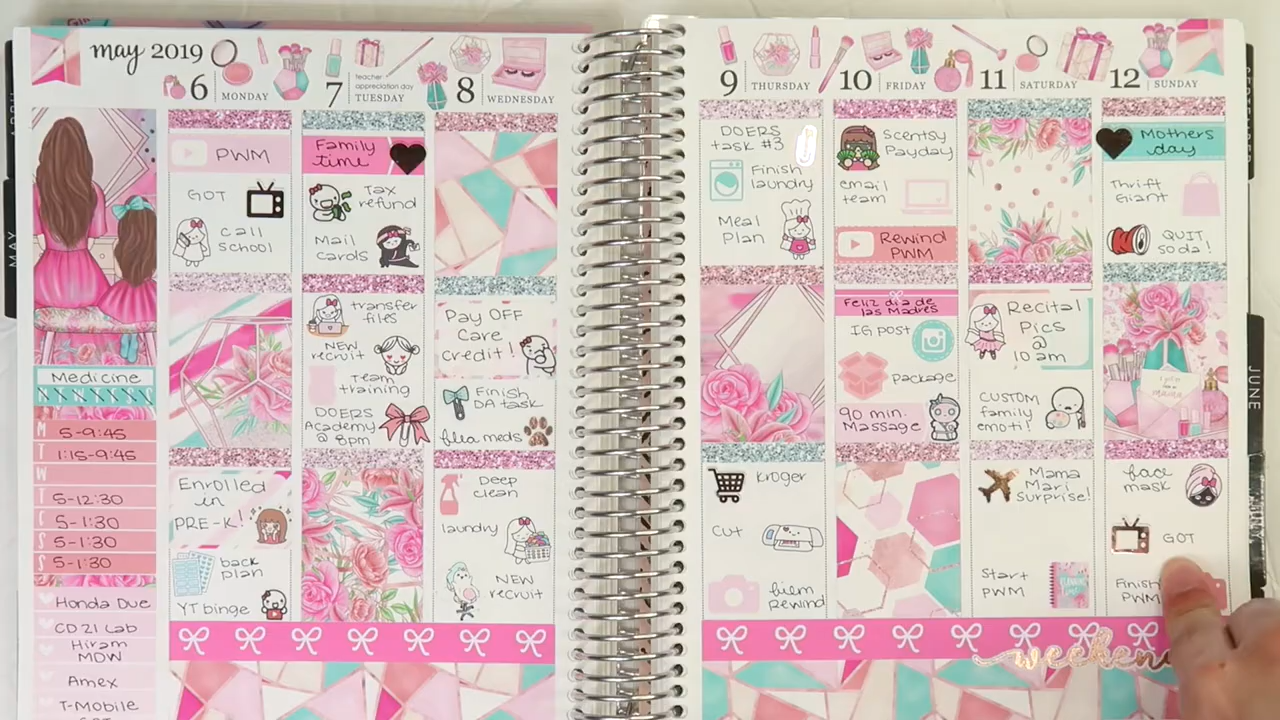 may 2019
6 MONDAY
7 teacher appreciation day TUESDAY
8 WEDNESDAY
9 THURSDAY
10 FRIDAY
11 SATURDAY
12 SUNDAY
MAY
JUNE
Medicine
M 5-9:45
T 1:15-9:45
W
T 5-12:30
F 5-1:30
S 5-1:30
S 5-1:30
Honda Due
CD 21 Lab
Hiram
MDW
Amex
T-Mobile
PWM
GOT
call
school
Enrolled
in
PRE-K!
back
plan
YT binge
Family
time
Tax
refund
Mail
carols
transfer
files
NEW
recruit
Team
training
DOERS
Academy
@ 8pm
Pay OFF
Care
credit!
Finish
DA task
flea meds
Deep
clean
laundry
NEW
recruit
DOERS
task #3
Finish
laundry
Meal
Plan
kroger
cut
film
rewind
Scentsy
Payday
email
team
Rewind
PWM
Feliz dia de
las Madres
IG post
package
90 min.
Massage
Recital
Pics
@
10 am
CUSTOM
family
emoti!
Mama
Mari
surprise!
Start
PWM
Mothers
day
Thrift
Giant
QUIT
soda!
face
mask
GOT
Finish
PWM